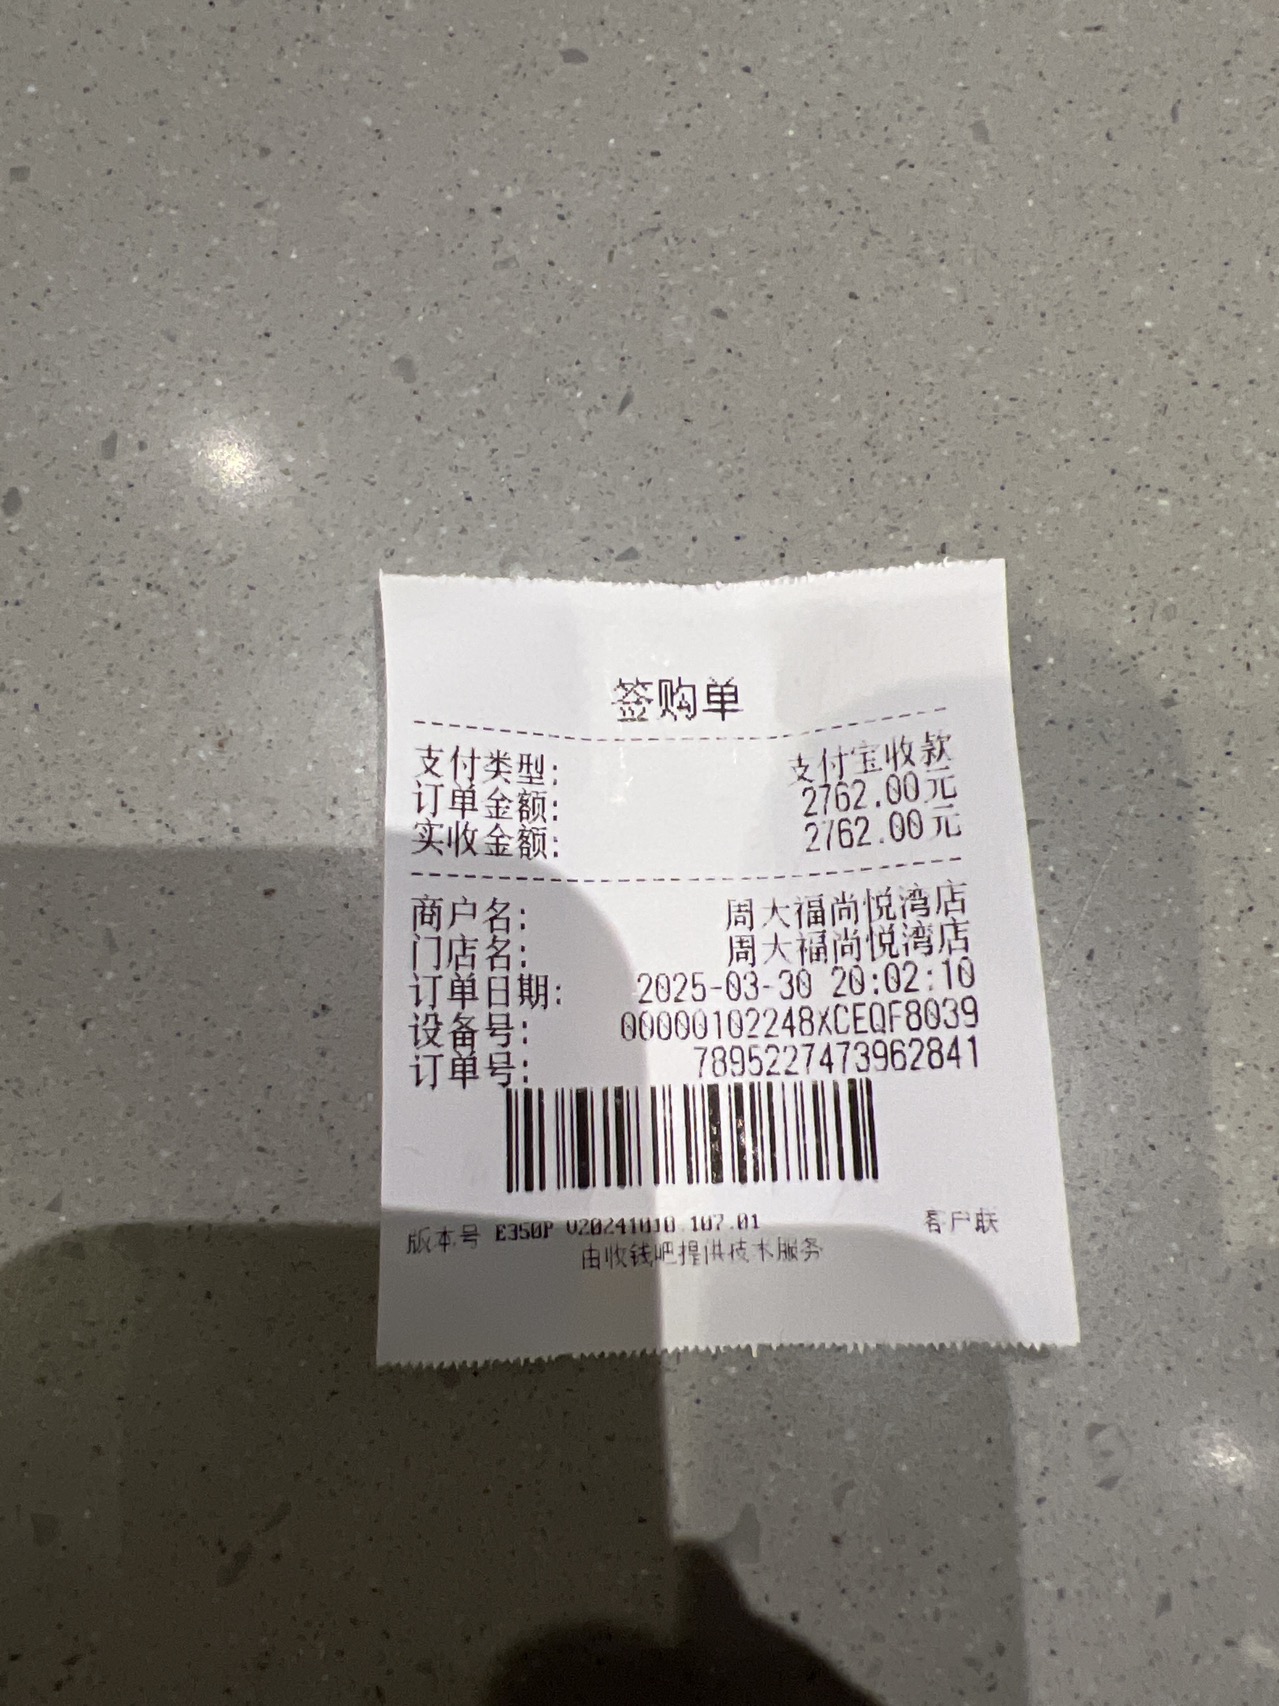 签购单
支付类型: 支付宝收款
订单金额: 2762.00元
实收金额: 2762.00元
商户名: 周大福尚悦湾店
门店名: 周大福尚悦湾店
订单日期: 2025-03-30 20:02:10
设备号: 00000102248XCEQF8039
订单号: 7895227473962841
版本号 E350P V20241010.107.01 客户联
由收钱吧提供技术服务